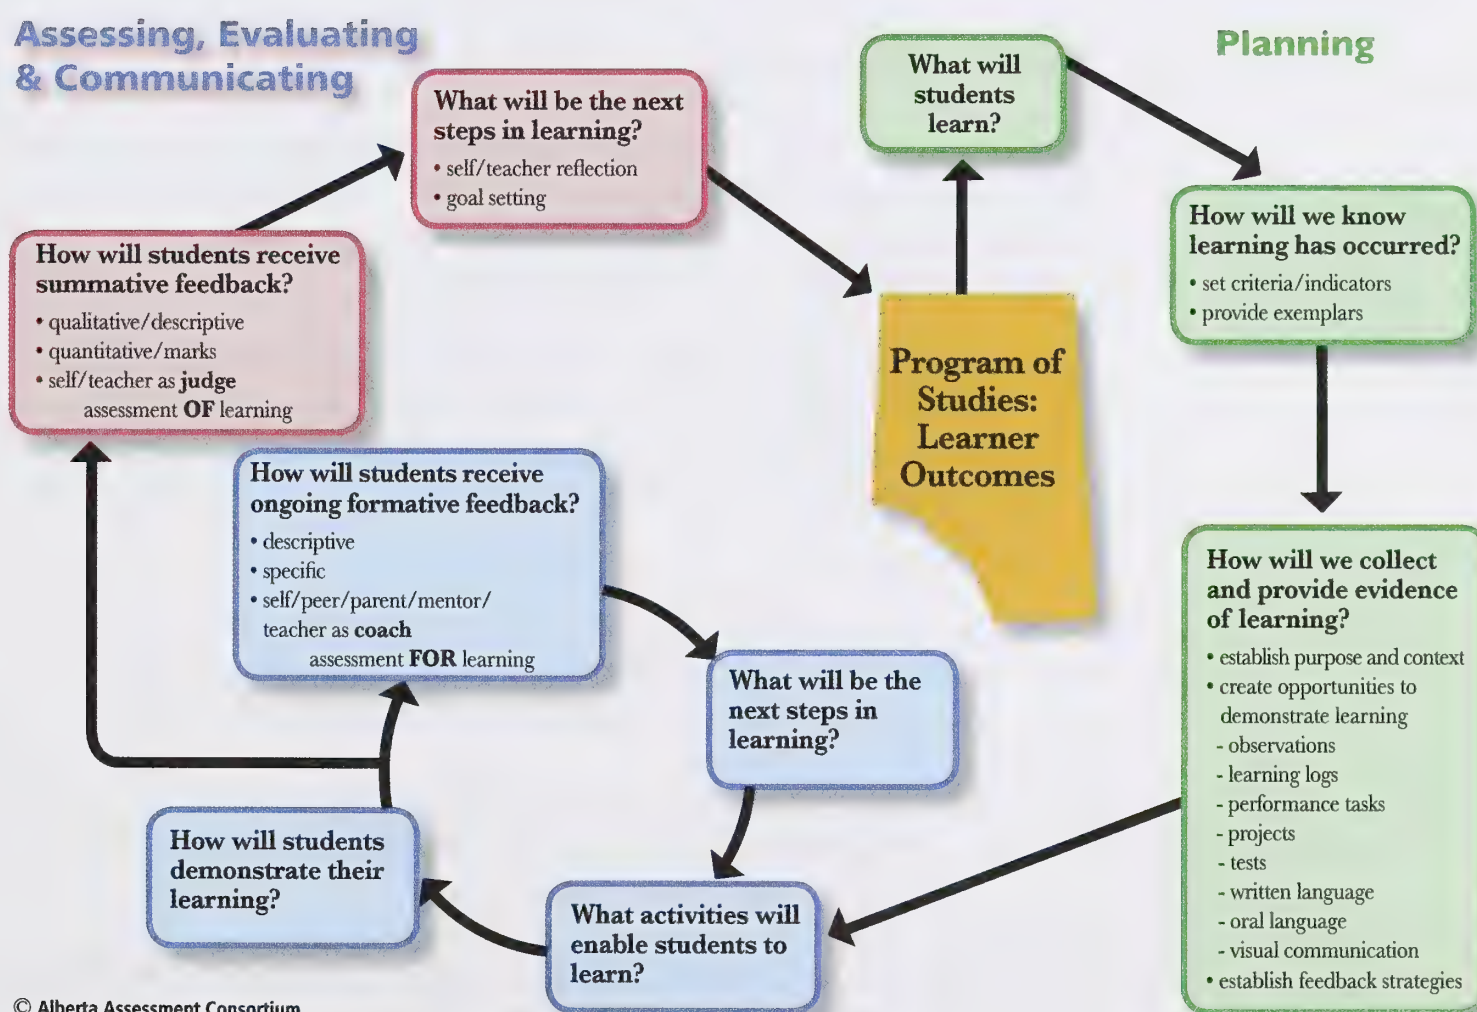 Assessing, Evaluating
& Communicating
Planning
What will
students
learn?
What will be the next
steps in learning?
• self/teacher reflection
• goal setting
How will we know
learning has occurred?
• set criteria/indicators
• provide exemplars
How will students receive
summative feedback?
• qualitative/descriptive
• quantitative/marks
• self/teacher as judge
assessment OF learning
Program of
Studies:
Learner
Outcomes
How will students receive
ongoing formative feedback?
• descriptive
• specific
• self/peer/parent/mentor/
teacher as coach
assessment FOR learning
How will we collect
and provide evidence
of learning?
• establish purpose and context
• create opportunities to
demonstrate learning
- observations
- learning logs
- performance tasks
- projects
- tests
- written language
- oral language
- visual communication
• establish feedback strategies
What will be the
next steps in
learning?
How will students
demonstrate their
learning?
What activities will
enable students to
learn?
© Alberta Assessment Consortium